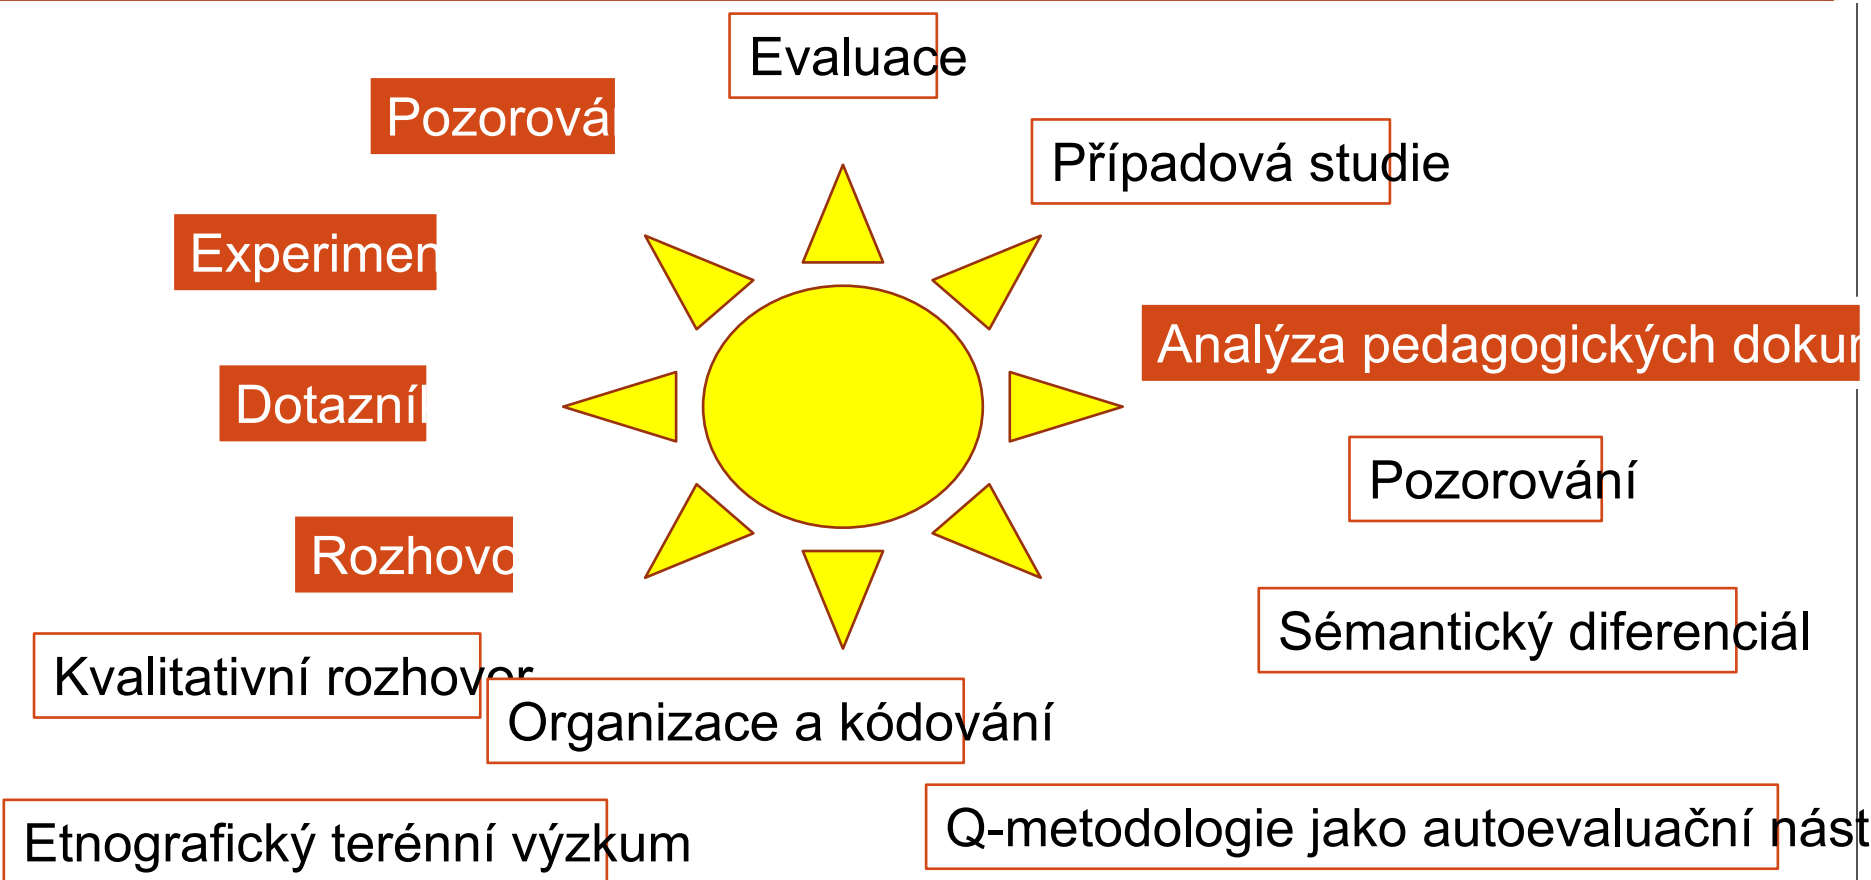 Evaluace
Pozorová
Případová studie
Experimen
Analýza pedagogických doku
Dotazník
Pozorování
Rozhovo
Sémantický diferenciál
Kvalitativní rozhovor
Organizace a kódování
Q-metodologie jako autoevaluační nást
Etnografický terénní výzkum